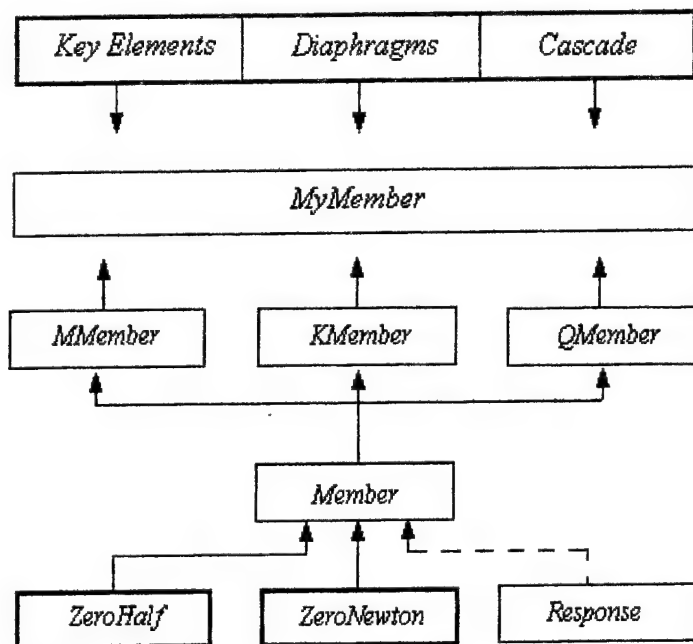 Key Elements Diaphragms Cascade
MyMember
MMember KMember QMember
Member
ZeroHalf ZeroNewton Response